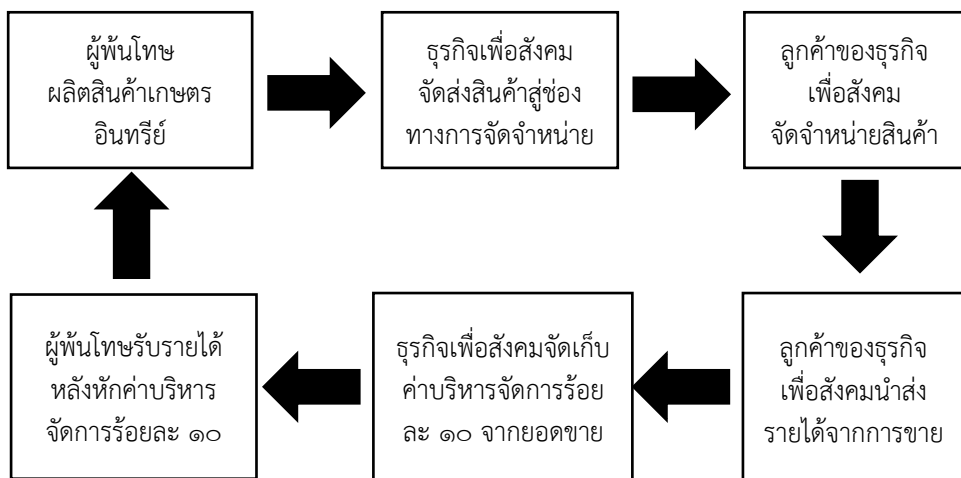 ผู้พ้นโทษ
ผลิตสินค้าเกษตร
อินทรีย์
ธุรกิจเพื่อสังคม
จัดส่งสินค้าสู่ช่อง
ทางการจัดจำหน่าย
ลูกค้าของธุรกิจ
เพื่อสังคม
จัดจำหน่ายสินค้า
ลูกค้าของธุรกิจ
เพื่อสังคมนำส่ง
รายได้จากการขาย
ธุรกิจเพื่อสังคมจัดเก็บ
ค่าบริหารจัดการร้อย
ละ ๑๐ จากยอดขาย
ผู้พ้นโทษรับรายได้
หลังหักค่าบริหาร
จัดการร้อยละ ๑๐